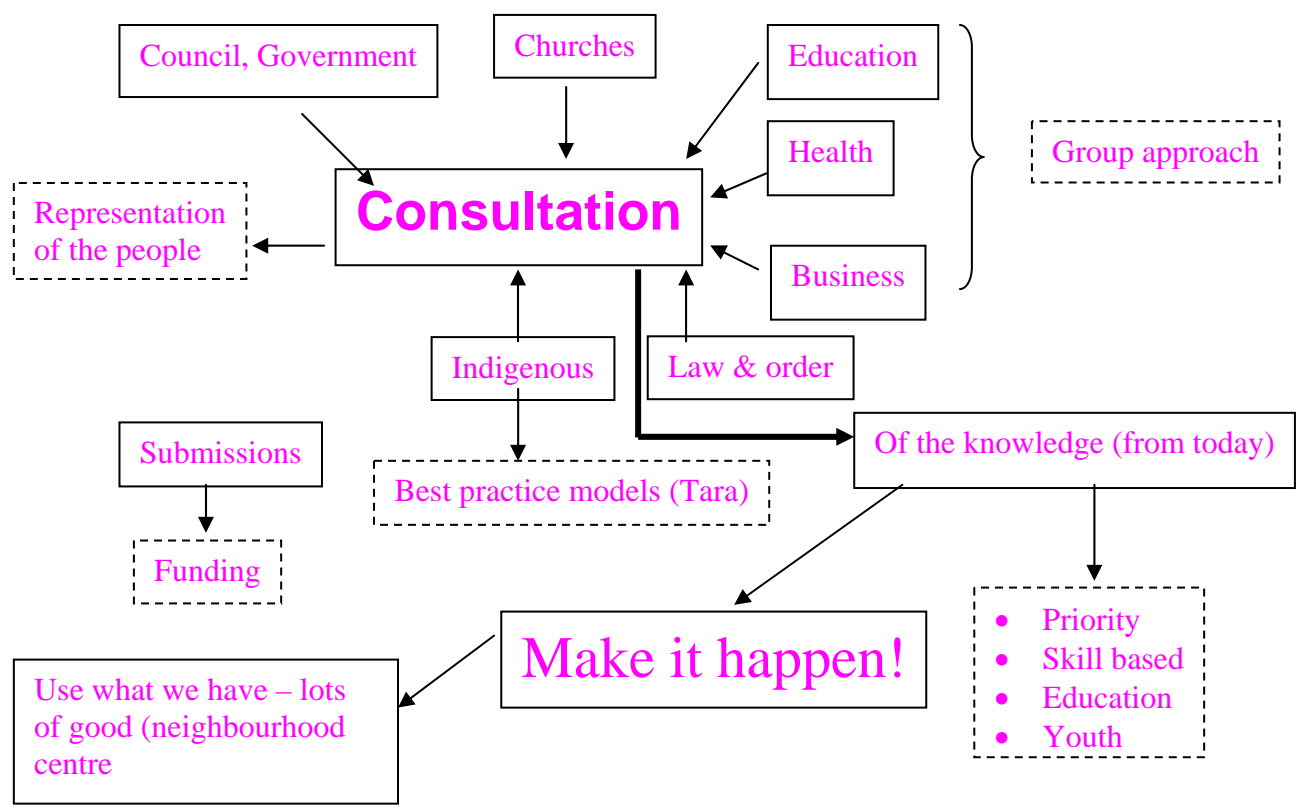 Council, Government
Churches
Education
Health
Group approach
Consultation
Representation
of the people
Business
Indigenous
Law & order
Submissions
Of the knowledge (from today)
Best practice models (Tara)
Funding
Make it happen!
• Priority
• Skill based
• Education
• Youth
Use what we have – lots
of good (neighbourhood
centre